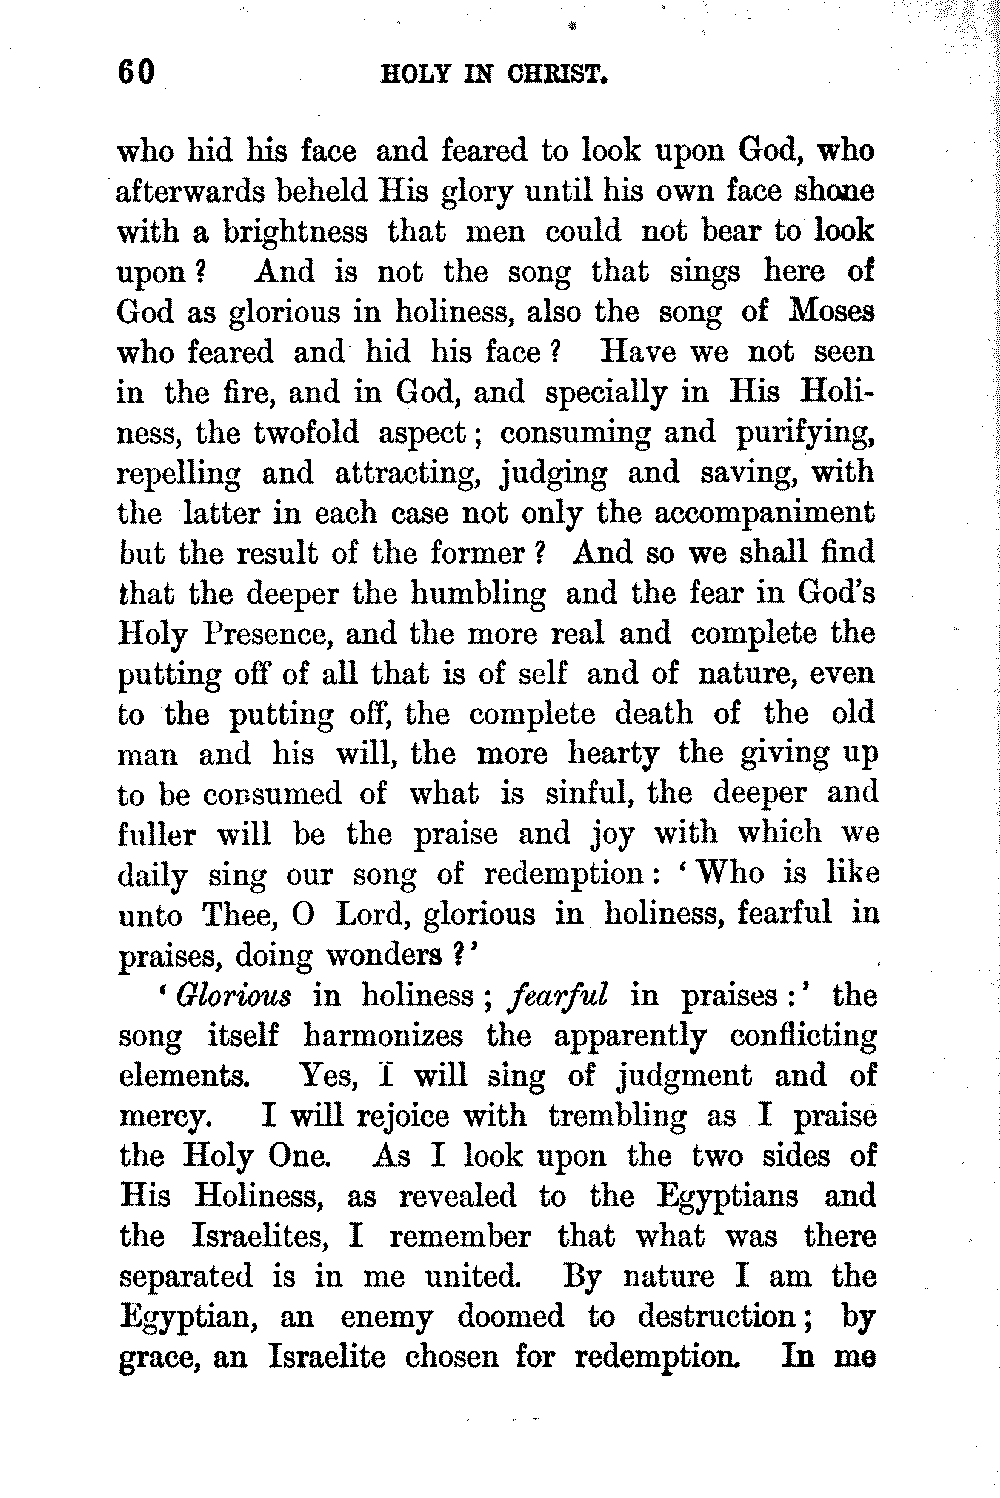 60 HOLY IN CHRIST.
who hid his face and feared to look upon God, who
afterwards beheld His glory until his own face shone
with a brightness that men could not bear to look
upon? And is not the song that sings here of
God as glorious in holiness, also the song of Moses
who feared and hid his face? Have we not seen
in the fire, and in God, and specially in His Holi-
ness, the twofold aspect; consuming and purifying,
repelling and attracting, judging and saving, with
the latter in each case not only the accompaniment
but the result of the former? And so we shall find
that the deeper the humbling and the fear in God's
Holy Presence, and the more real and complete the
putting off of all that is of self and of nature, even
to the putting off, the complete death of the old
man and his will, the more hearty the giving up
to be consumed of what is sinful, the deeper and
fuller will be the praise and joy with which we
daily sing our song of redemption: 'Who is like
unto Thee, O Lord, glorious in holiness, fearful in
praises, doing wonders?'
'Glorious in holiness; fearful in praises:' the
song itself harmonizes the apparently conflicting
elements. Yes, I will sing of judgment and of
mercy. I will rejoice with trembling as I praise
the Holy One. As I look upon the two sides of
His Holiness, as revealed to the Egyptians and
the Israelites, I remember that what was there
separated is in me united. By nature I am the
Egyptian, an enemy doomed to destruction; by
grace, an Israelite chosen for redemption. In me